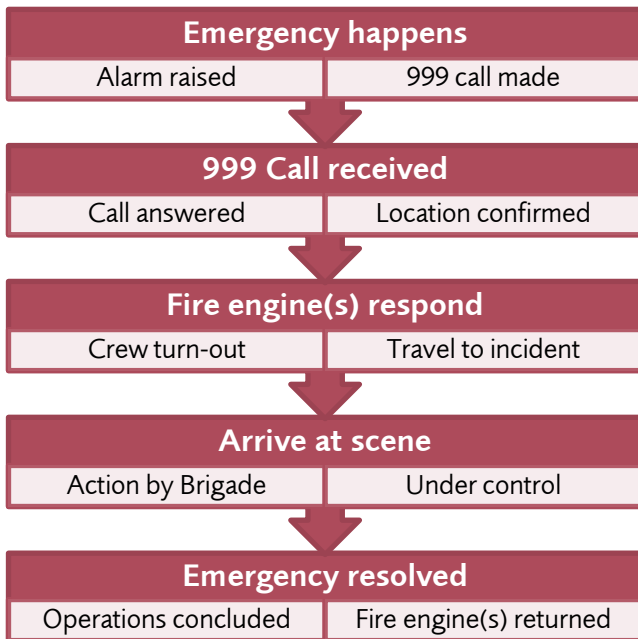 Emergency happens
Alarm raised
999 call made
999 Call received
Call answered
Location confirmed
Fire engine(s) respond
Crew turn-out
Travel to incident
Arrive at scene
Action by Brigade
Under control
Emergency resolved
Operations concluded
Fire engine(s) returned